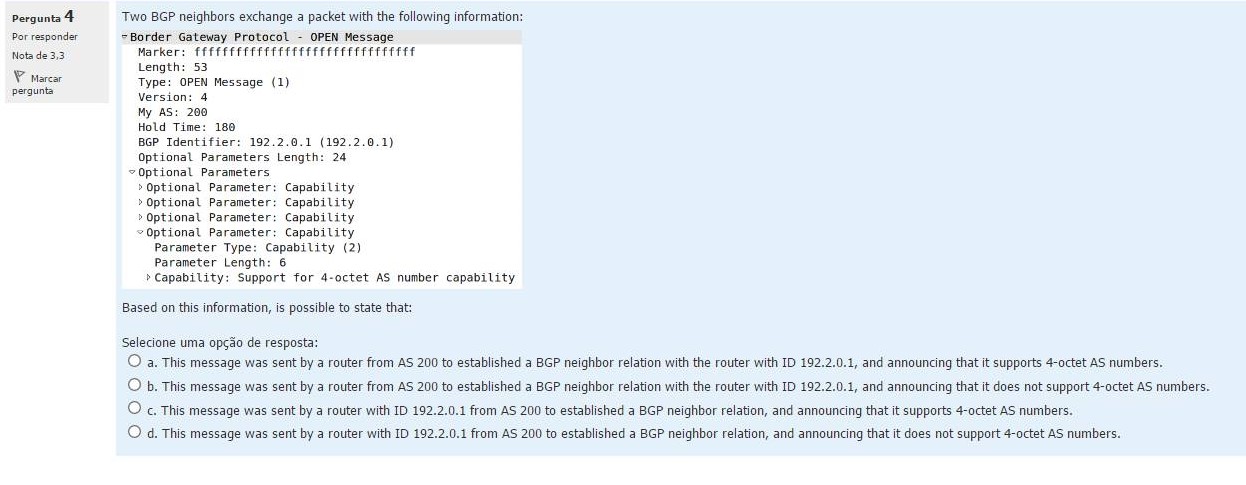 Pergunta 4
Por responder
Nota de 3,3
Marcar
pergunta
Two BGP neighbors exchange a packet with the following information:
Border Gateway Protocol - OPEN Message
Marker: ffffffffffffffffffffffffffffffff
Length: 53
Type: OPEN Message (1)
Version: 4
My AS: 200
Hold Time: 180
BGP Identifier: 192.2.0.1 (192.2.0.1)
Optional Parameters Length: 24
Optional Parameters
Optional Parameter: Capability
Optional Parameter: Capability
Optional Parameter: Capability
Optional Parameter: Capability
Parameter Type: Capability (2)
Parameter Length: 6
Capability: Support for 4-octet AS number capability
Based on this information, is possible to state that:
Selecione uma opção de resposta:
a. This message was sent by a router from AS 200 to established a BGP neighbor relation with the router with ID 192.2.0.1, and announcing that it supports 4-octet AS numbers.
b. This message was sent by a router from AS 200 to established a BGP neighbor relation with the router with ID 192.2.0.1, and announcing that it does not support 4-octet AS numbers.
c. This message was sent by a router with ID 192.2.0.1 from AS 200 to established a BGP neighbor relation, and announcing that it supports 4-octet AS numbers.
d. This message was sent by a router with ID 192.2.0.1 from AS 200 to established a BGP neighbor relation, and announcing that it does not support 4-octet AS numbers.